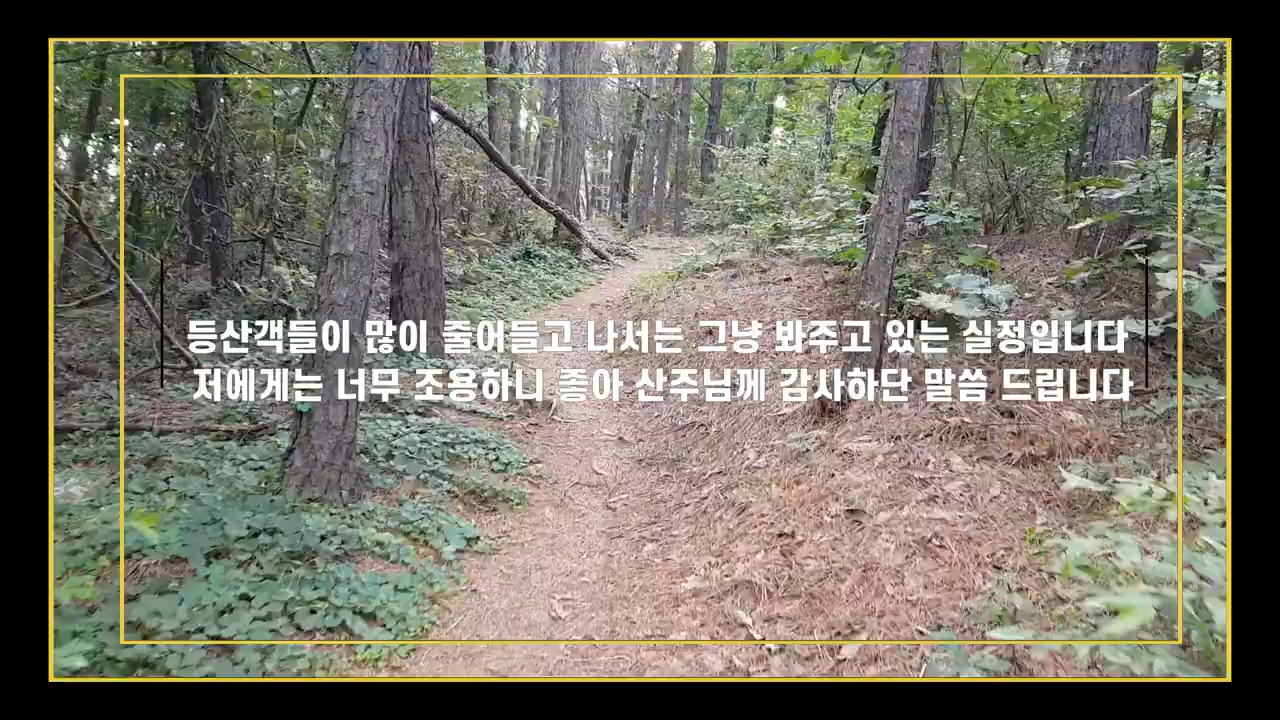 등산객들이 많이 줄어들고 나서는 그냥 봐주고 있는 실정입니다
저에게는 너무 조용하니 좋아 산주님께 감사하단 말씀 드립니다